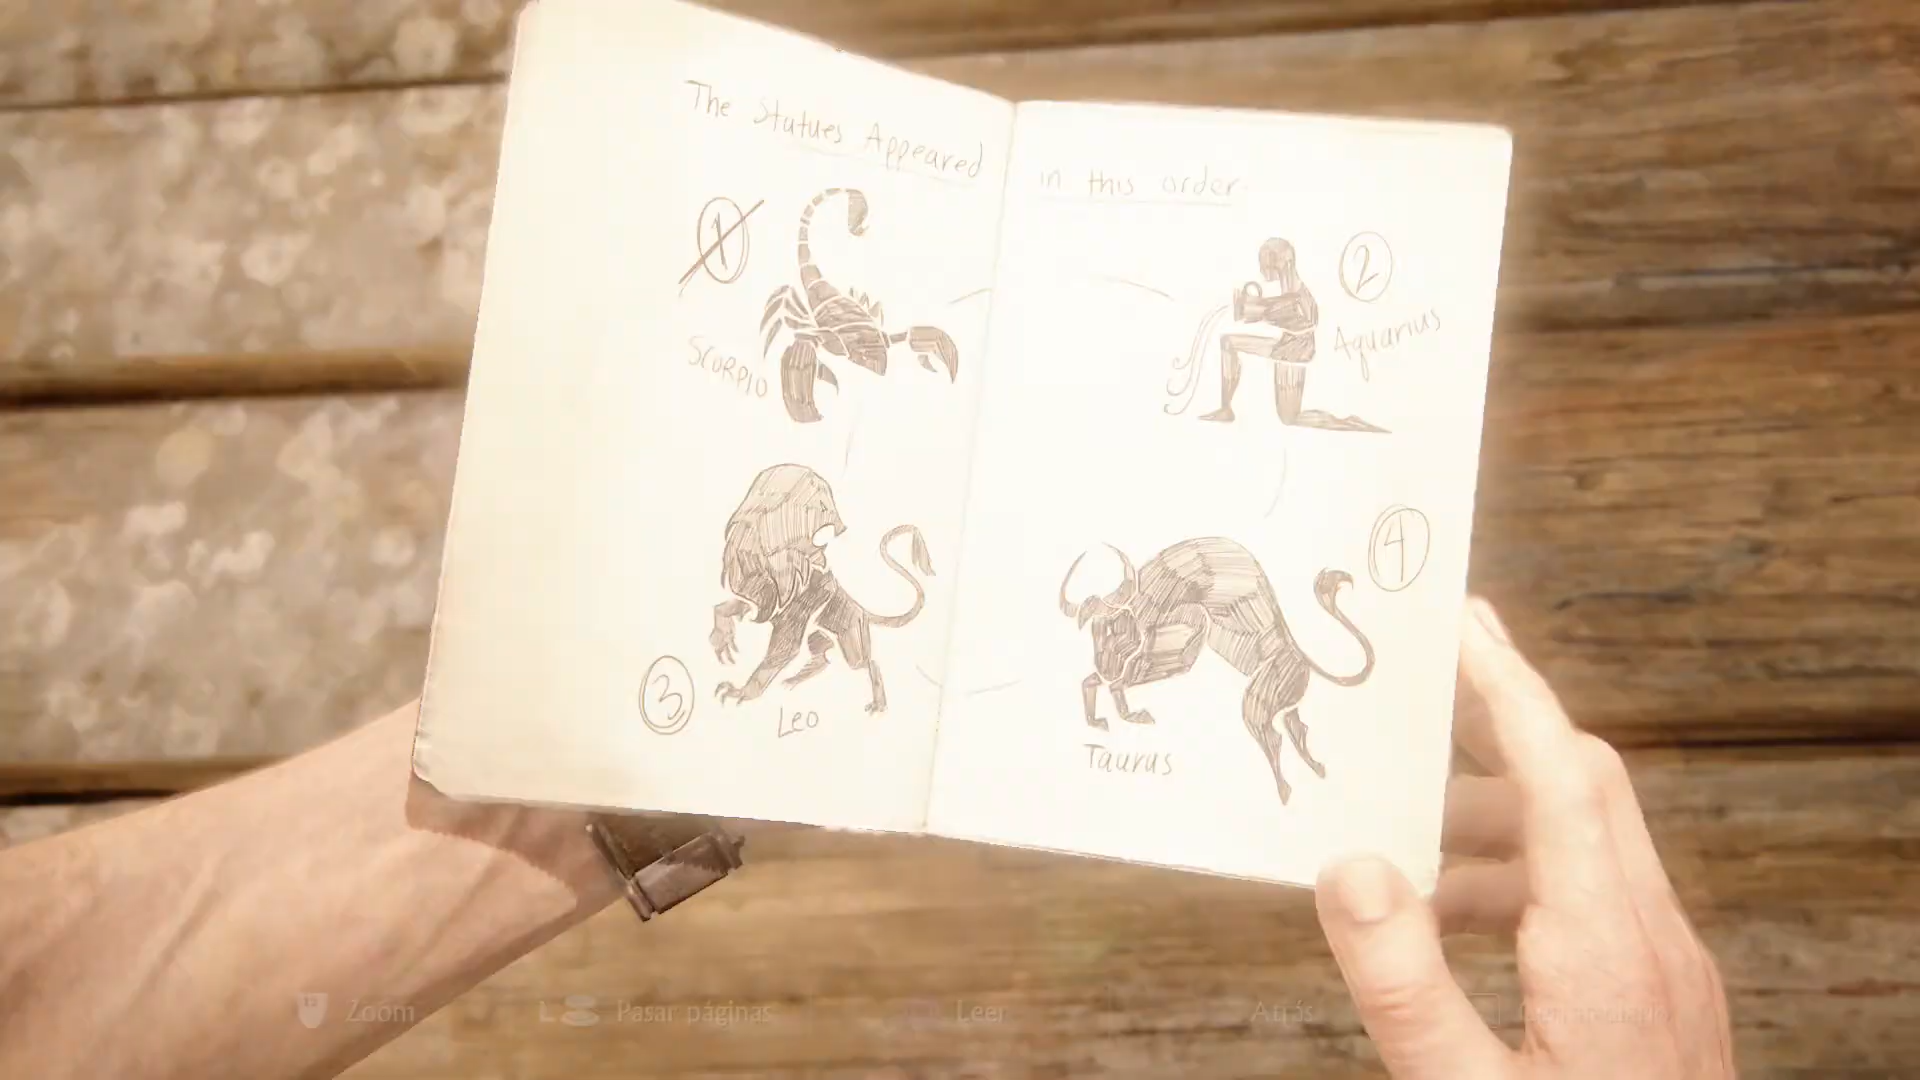 The Statues Appeared in this order.
1
SCORPIO
2
Aquarius
3
Leo
4
Taurus
Zoom
L
Pasar páginas
Leer
Atrás